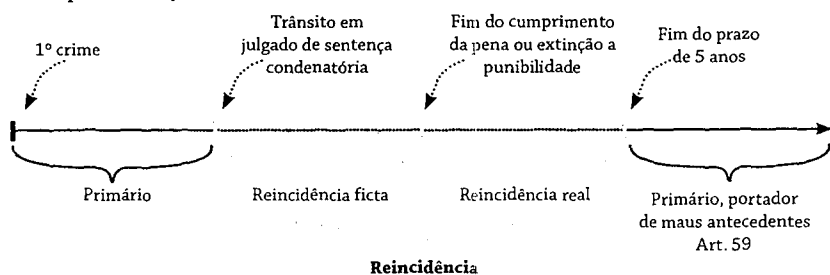 1º crime
Trânsito em
julgado de sentença
condenatória
Fim do cumprimento
da pena ou extinção a
punibilidade
Fim do prazo
de 5 anos
Primário
Reincidência ficta
Reincidência real
Primário, portador
de maus antecedentes
Art. 59
Reincidência